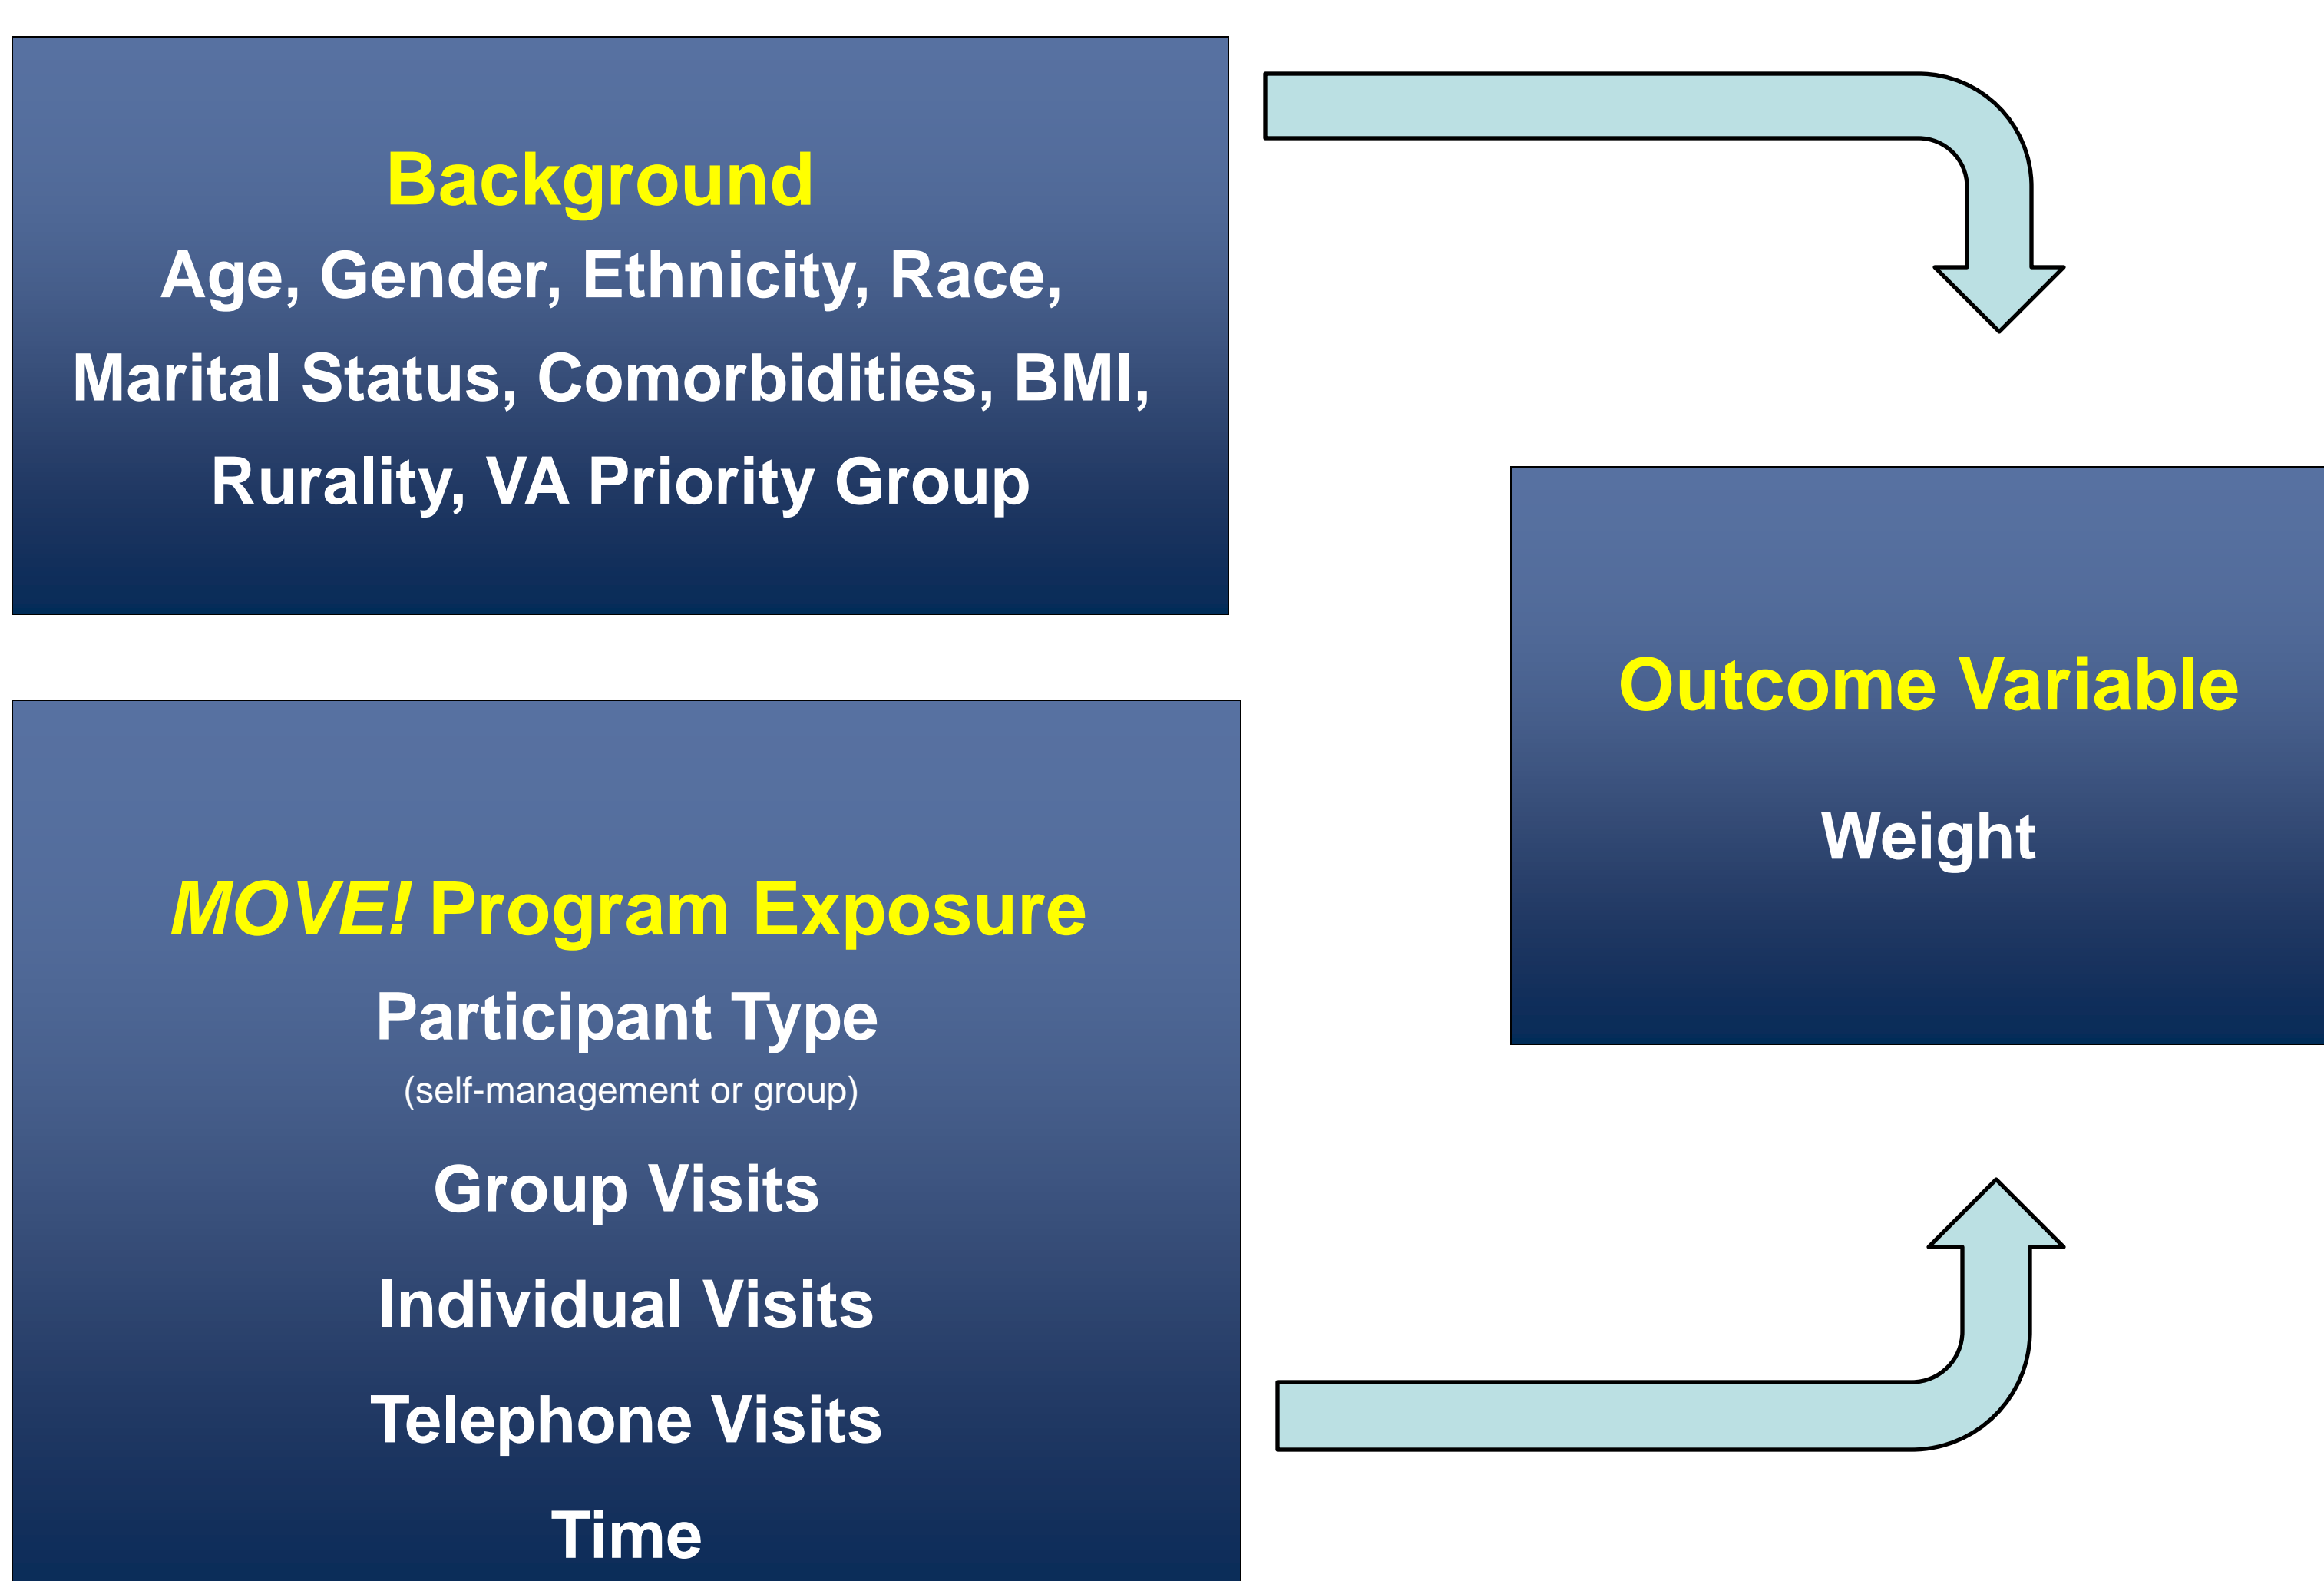 Background
Age, Gender, Ethnicity, Race,
Marital Status, Comorbidities, BMI,
Rurality, VA Priority Group
MOVE! Program Exposure
Participant Type
(self-management or group)
Group Visits
Individual Visits
Telephone Visits
Time
Outcome Variable
Weight